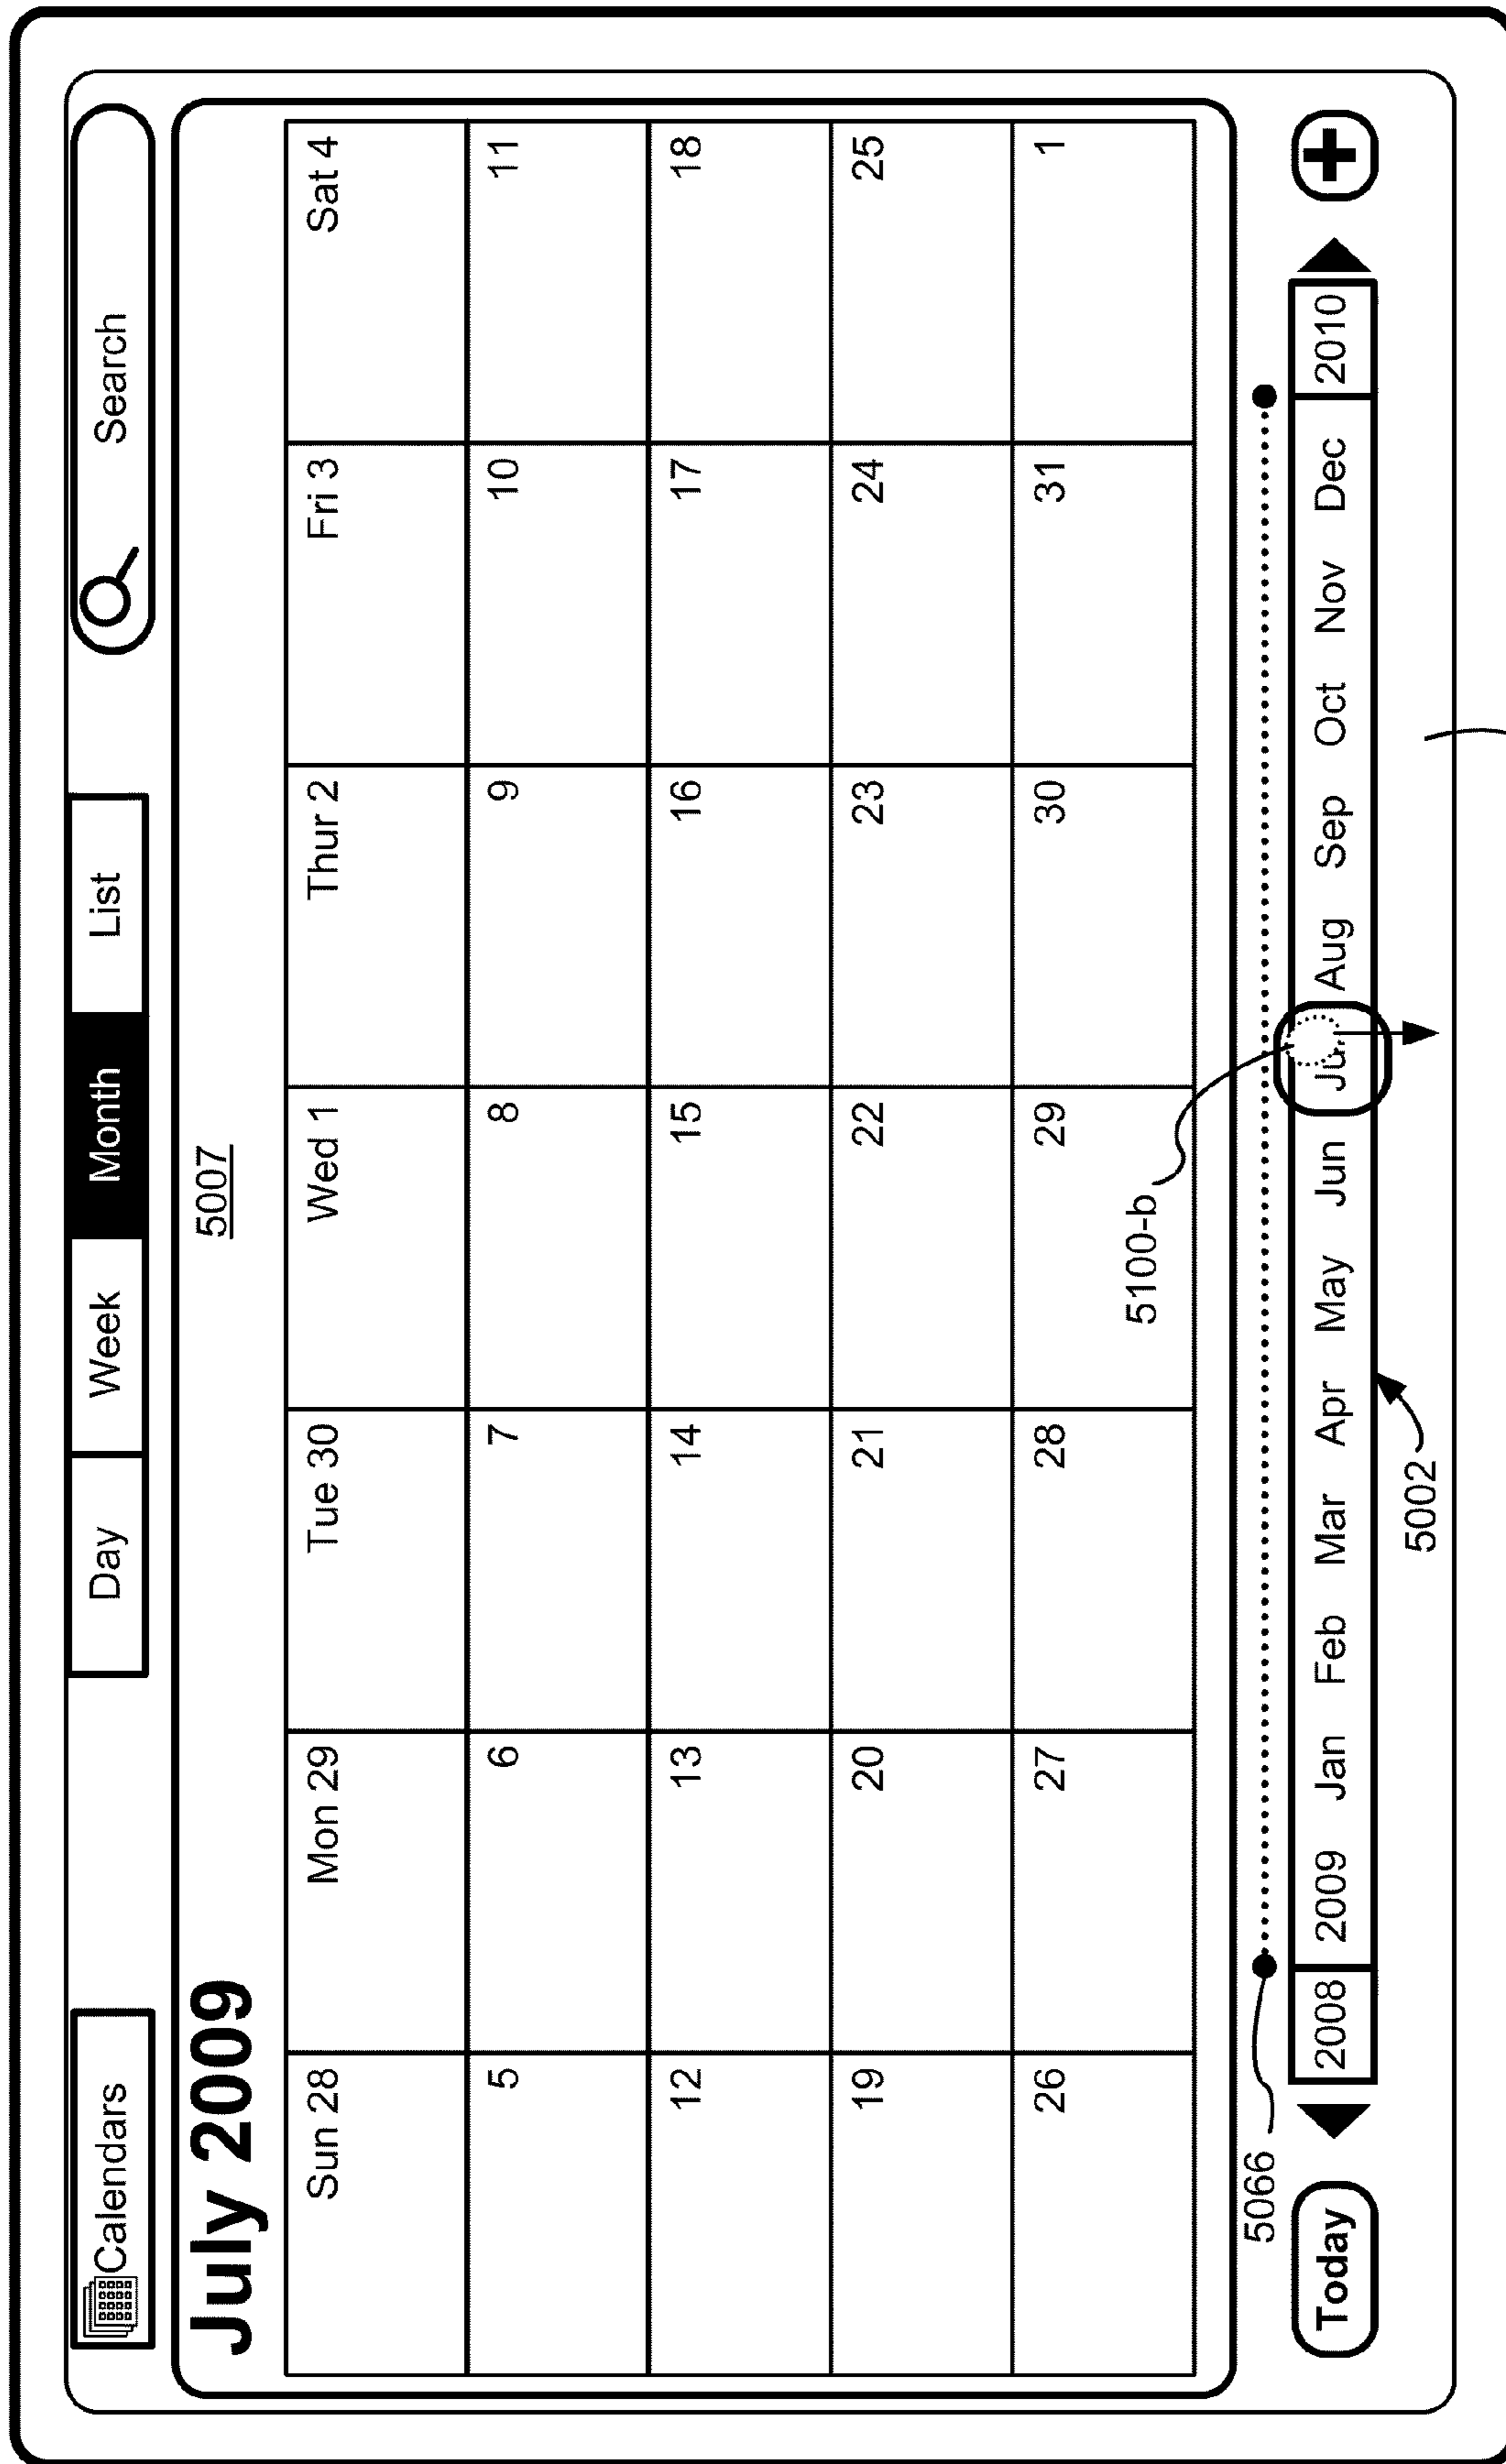 Calendars Day Week Month List Search
July 2009 5007
Sun 28 Mon 29 Tue 30 Wed 1 Thur 2 Fri 3 Sat 4
5 6 7 8 9 10 11
12 13 14 15 16 17 18
19 20 21 22 23 24 25
26 27 28 29 30 31 1
5100-b
5066
Today 2008 2009 Jan Feb Mar Apr May Jun Ju Aug Sep Oct Nov Dec 2010
5002